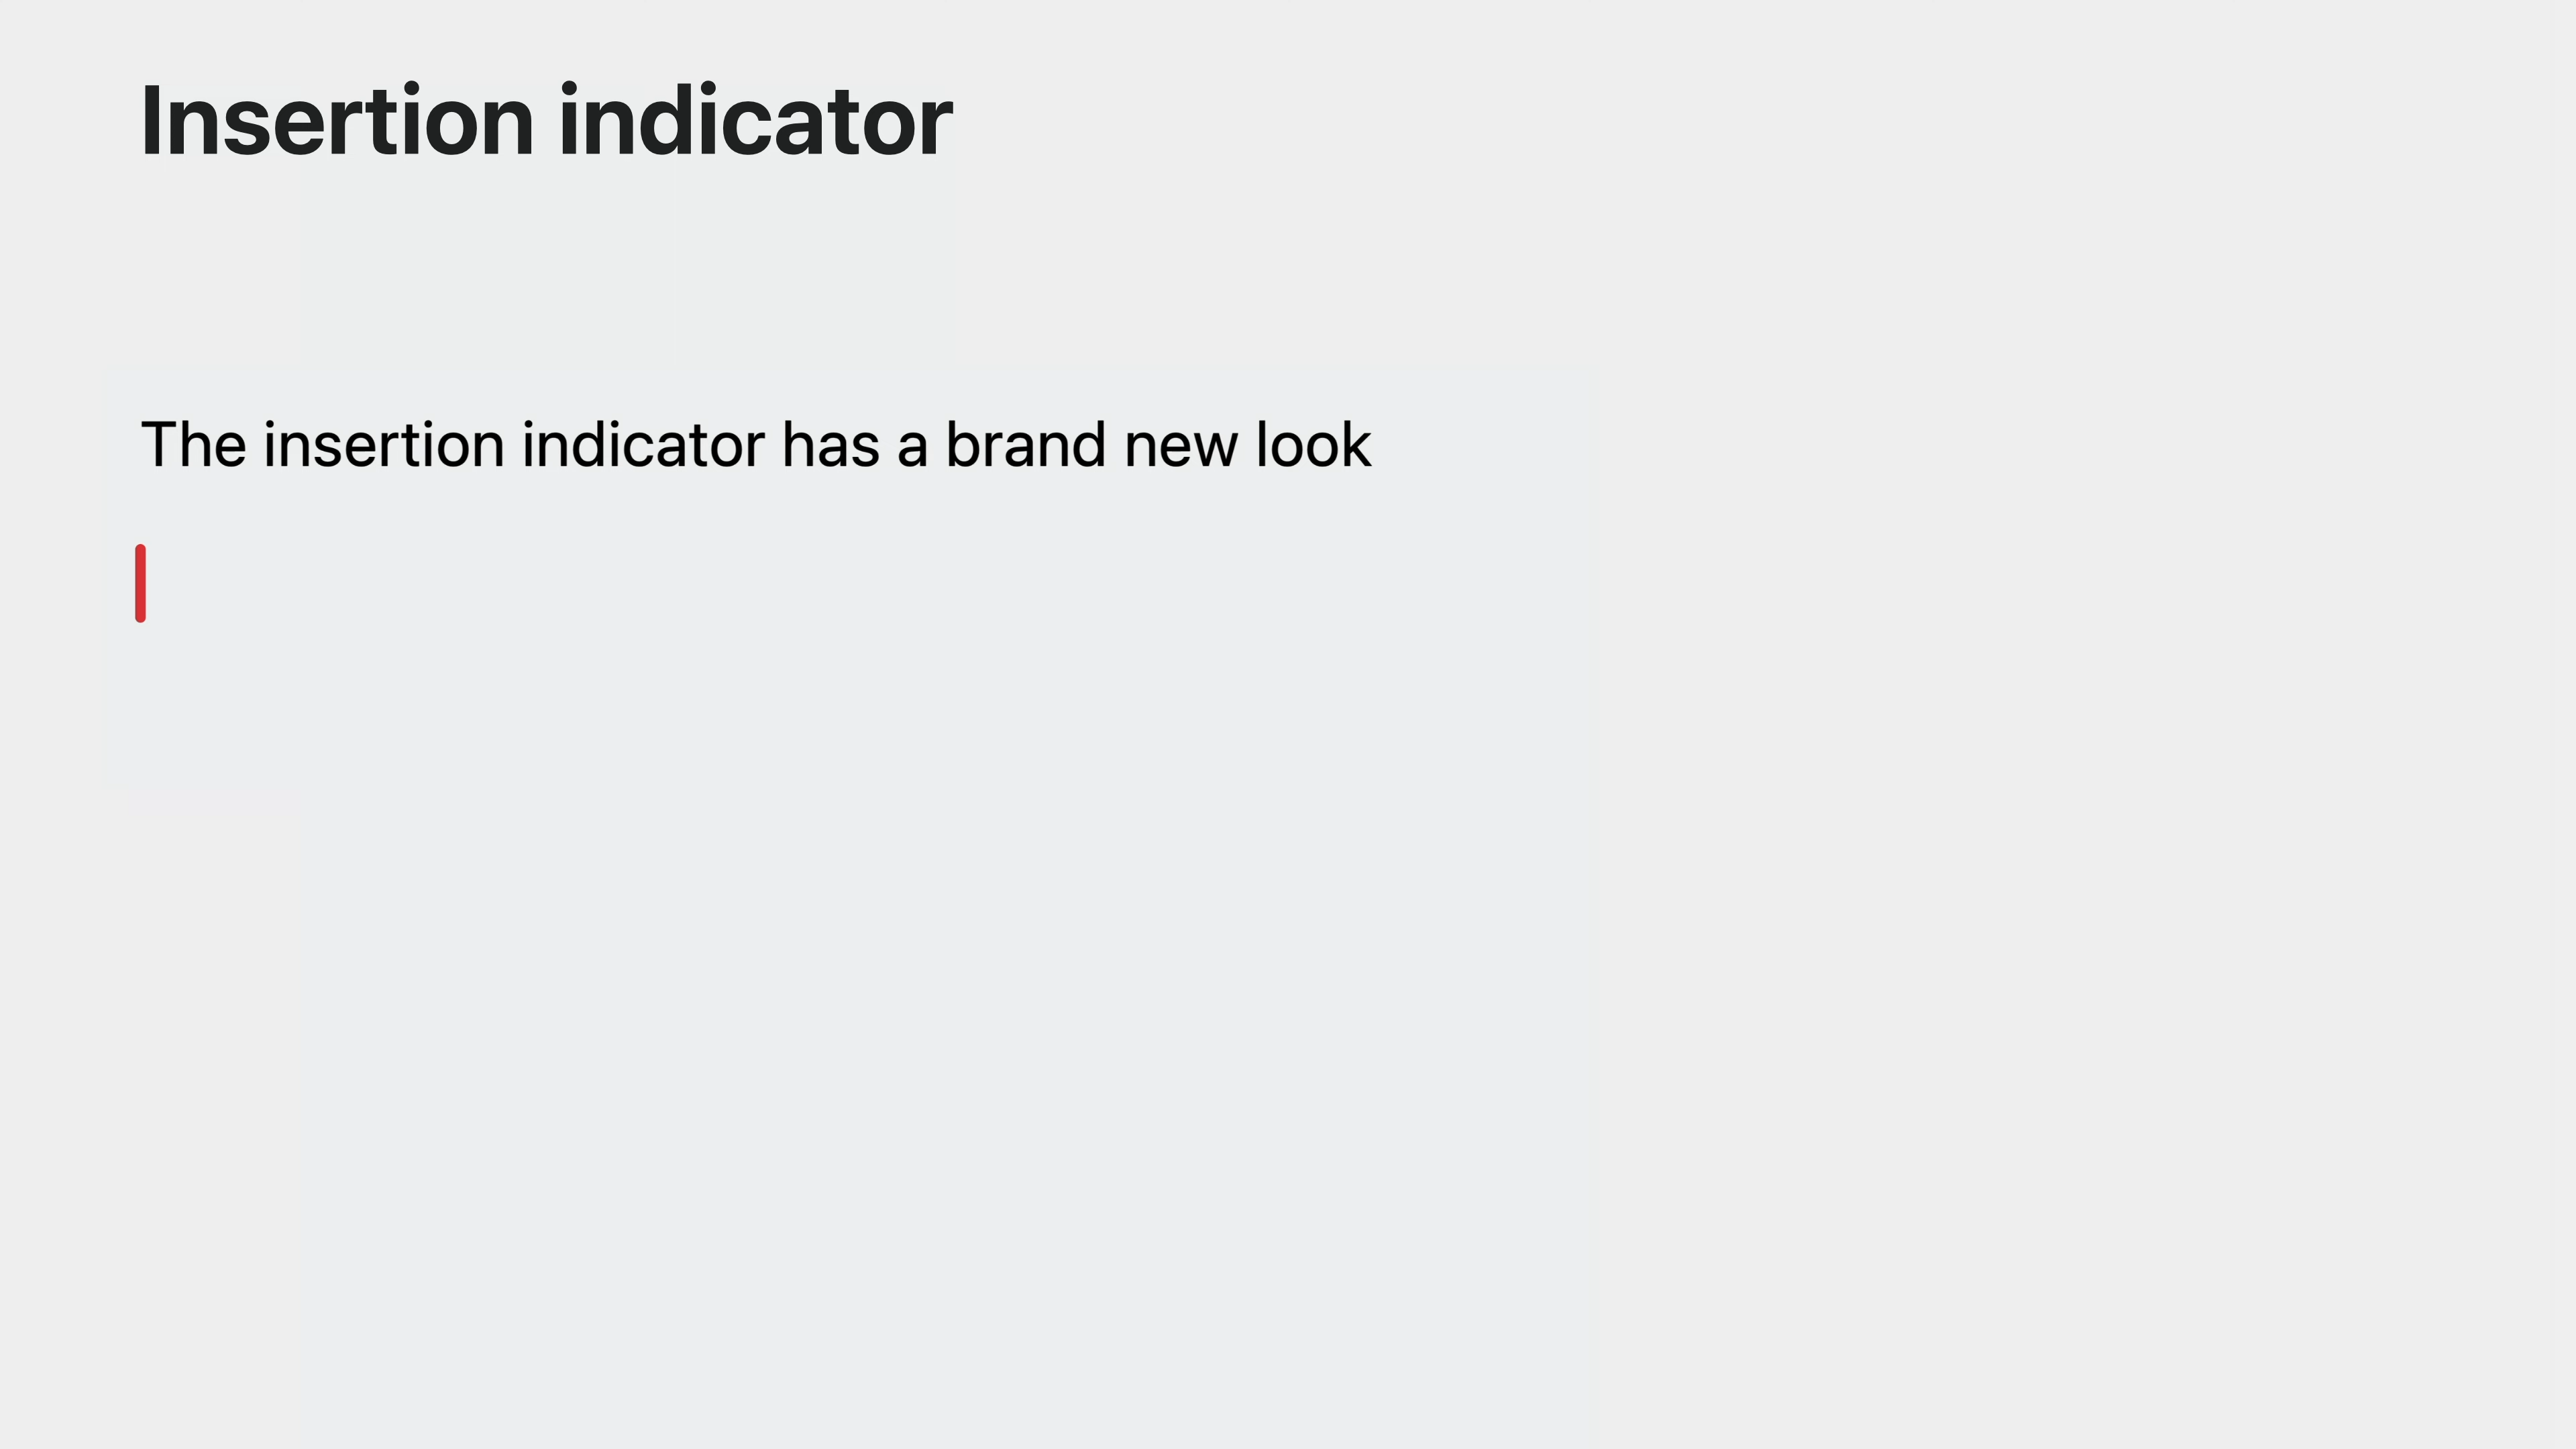 Insertion indicator
The insertion indicator has a brand new look